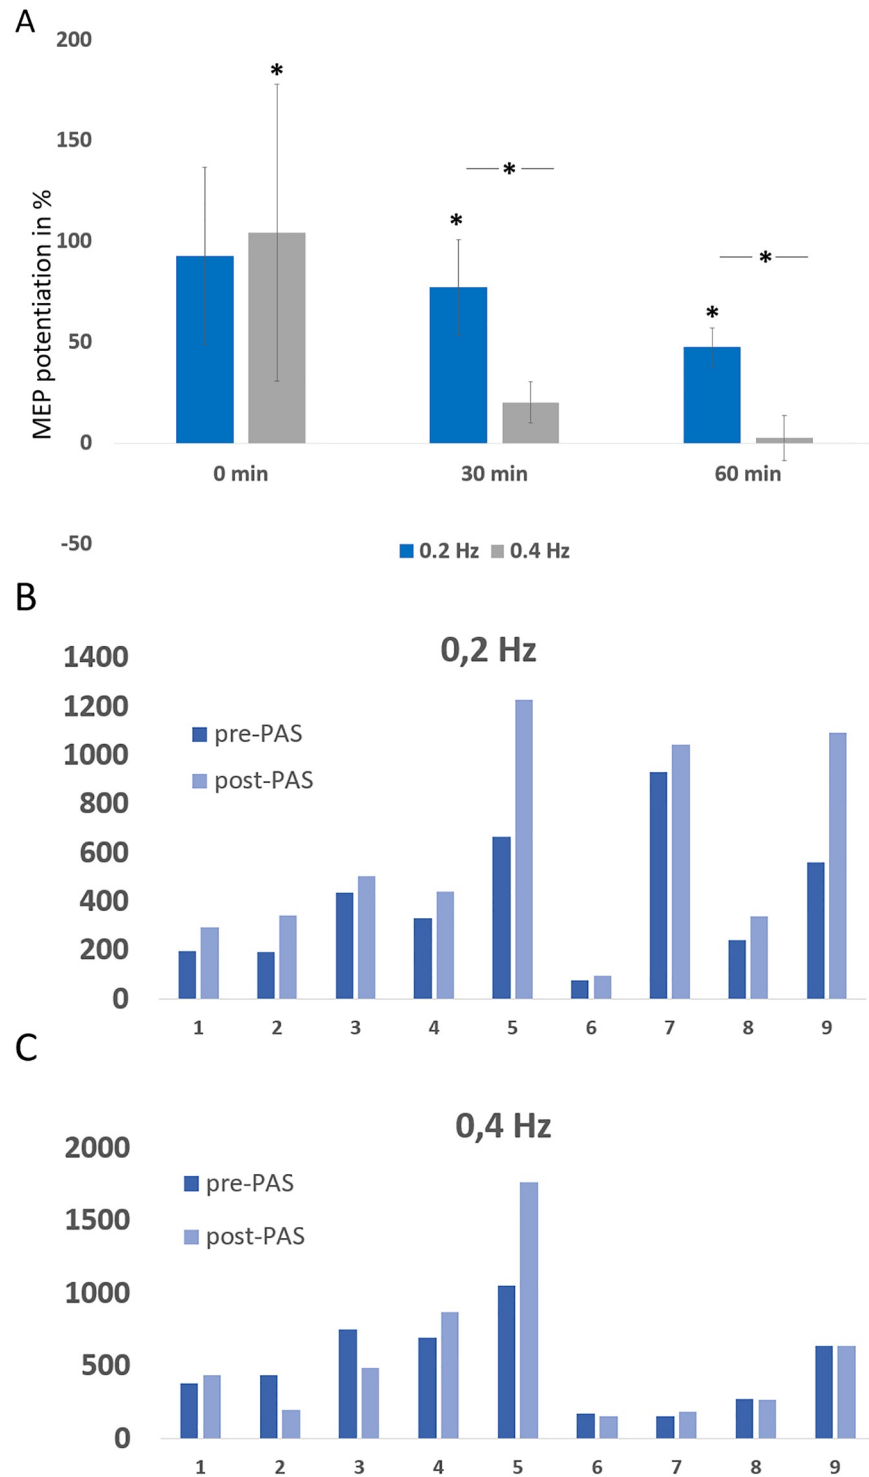 A
200
150
100
50
0
-50
MEP potentiation in %
*
*
*
*
*
0 min 30 min 60 min
0.2 Hz 0.4 Hz
B
0,2 Hz
1400
1200
1000
800
600
400
200
0
pre-PAS
post-PAS
1 2 3 4 5 6 7 8 9
C
0,4 Hz
2000
1500
1000
500
0
pre-PAS
post-PAS
1 2 3 4 5 6 7 8 9